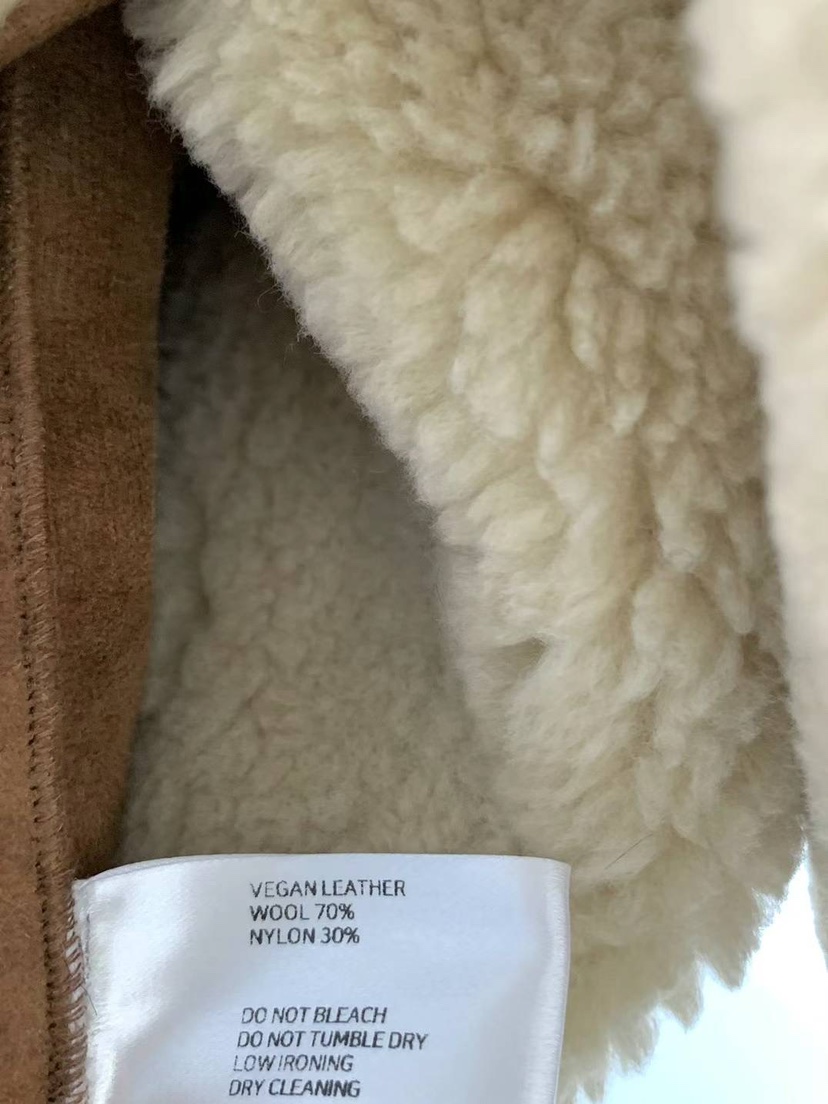 VEGAN LEATHER
WOOL 70%
NYLON 30%
DO NOT BLEACH
DO NOT TUMBLE DRY
LOW IRONING
DRY CLEANING